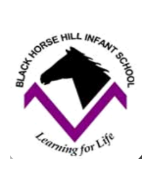 BLACK HORSE HILL INFANT SCHOOL
Learning for Life